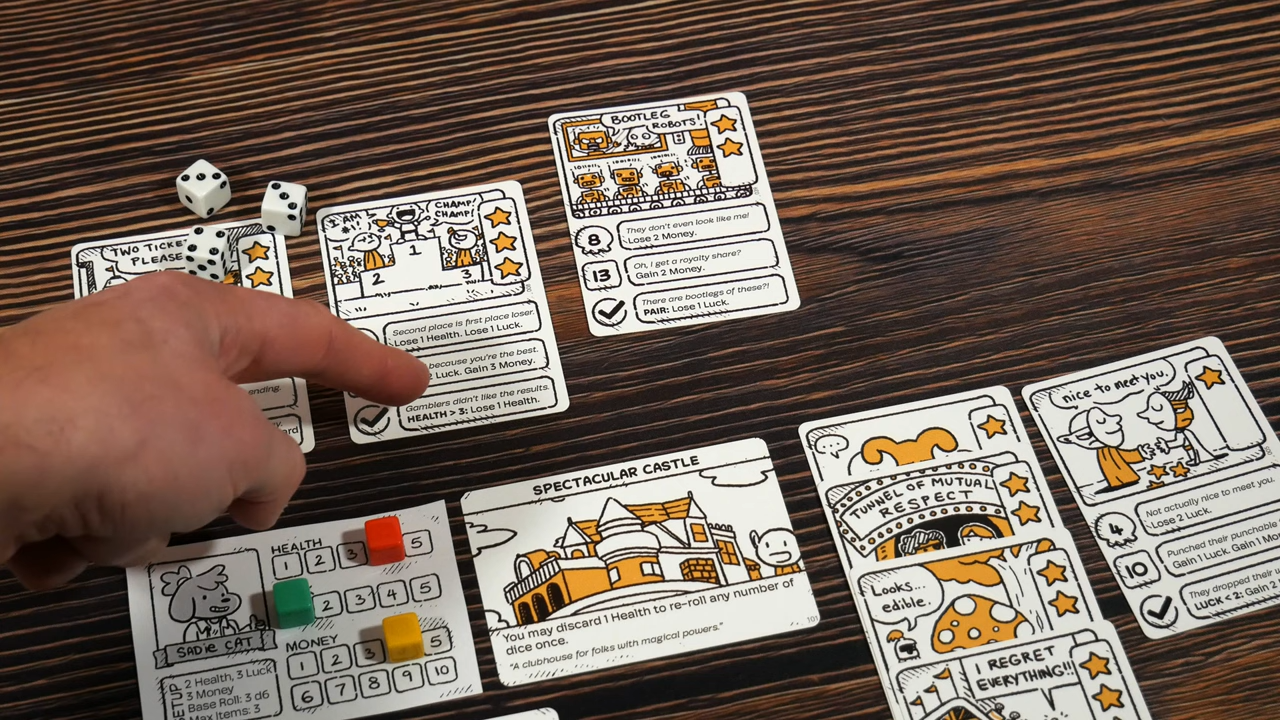 TWO TICKETS
PLEASE
I AM
#1!
CHAMP!
CHAMP!
1
2
3
Second place is first place loser.
Lose 1 Health. Lose 1 Luck.
because you're the best.
Luck. Gain 3 Money.
Gamblers didn't like the results.
HEALTH > 3: Lose 1 Health.
BOOTLEG
ROBOTS!
8
They don't even look like me!
Lose 2 Money.
13
Oh, I get a royalty share?
Gain 2 Money.
There are bootlegs of these?!
PAIR: Lose 1 Luck.
SADIE CAT
SETUP
2 Health, 3 Luck
3 Money
Base Roll: 3 d6
Max Items: 3
HEALTH
1 2 3 5
2 3 4 5
MONEY
1 2 3 5
6 7 8 9 10
SPECTACULAR CASTLE
You may discard 1 Health to re-roll any number of
dice once.
"A clubhouse for folks with magical powers."
101
TUNNEL OF MUTUAL
RESPECT
Looks...
edible.
I REGRET
EVERYTHING!!
nice to meet you.
4
Not actually nice to meet you.
Lose 2 Luck.
10
Punched their punchable
Gain 1 Luck. Gain 1
They dropped their
LUCK < 2: Gain